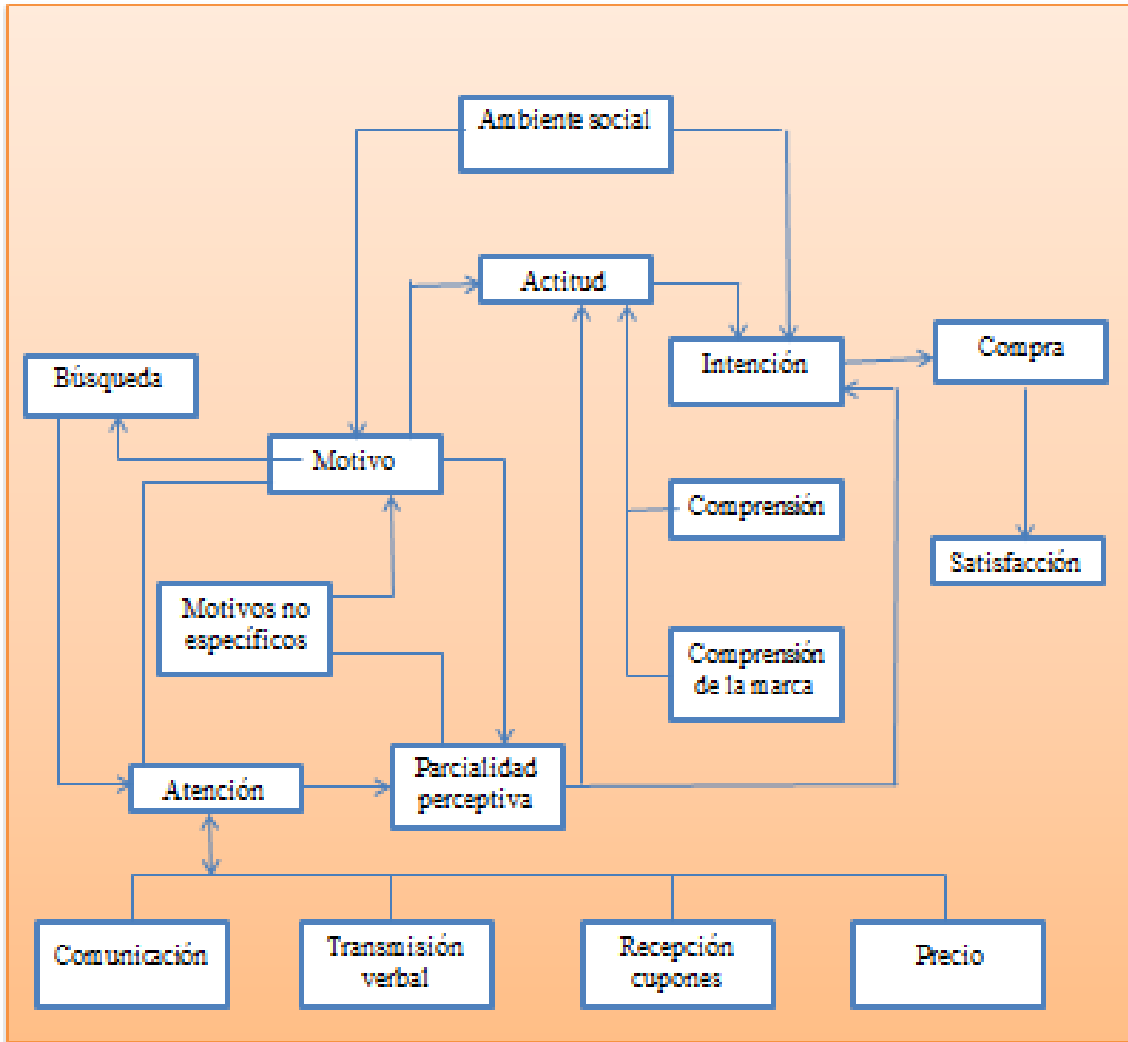 Ambiente social
Actitud
Intención
Compra
Búsqueda
Motivo
Comprensión
Satisfacción
Motivos no
específicos
Comprensión
de la marca
Parcialidad
perceptiva
Atención
Comunicación
Transmisión
verbal
Recepción
cupones
Precio